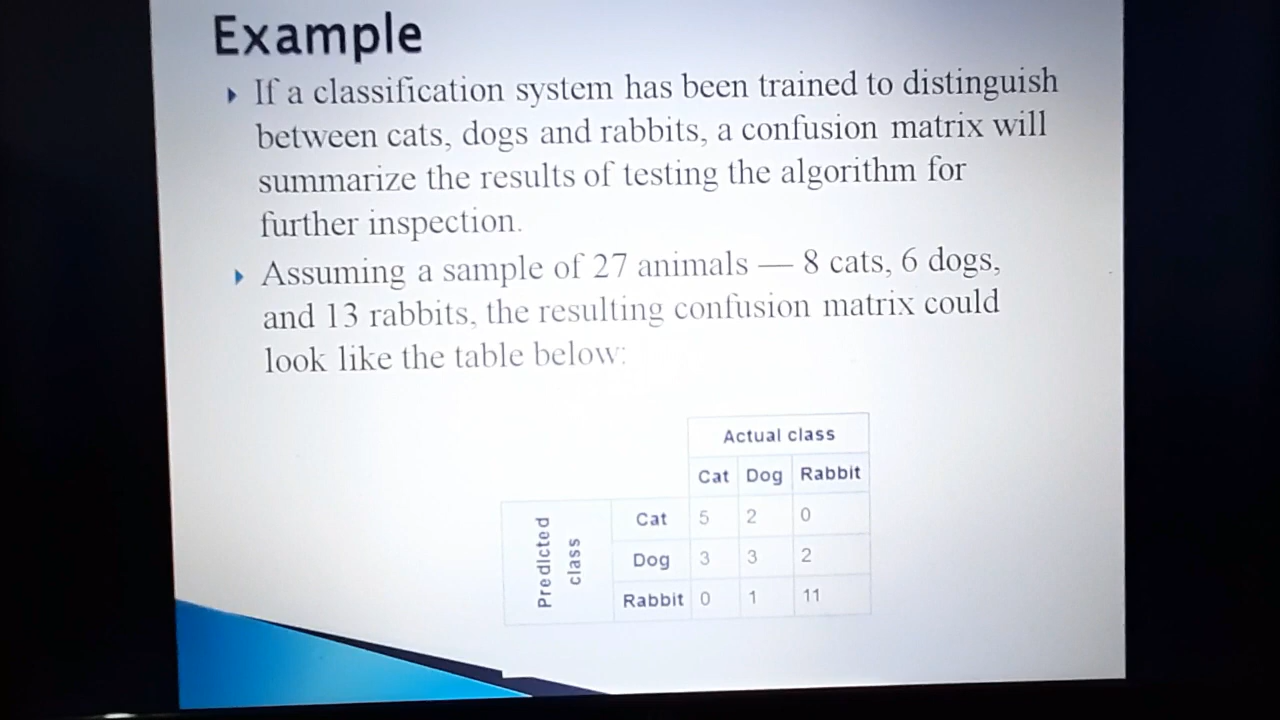 Example
If a classification system has been trained to distinguish
between cats, dogs and rabbits, a confusion matrix will
summarize the results of testing the algorithm for
further inspection.
Assuming a sample of 27 animals — 8 cats, 6 dogs,
and 13 rabbits, the resulting confusion matrix could
look like the table below:
Actual class
Cat Dog Rabbit
Predicted
class
Cat 5 2 0
Dog 3 3 2
Rabbit 0 1 11